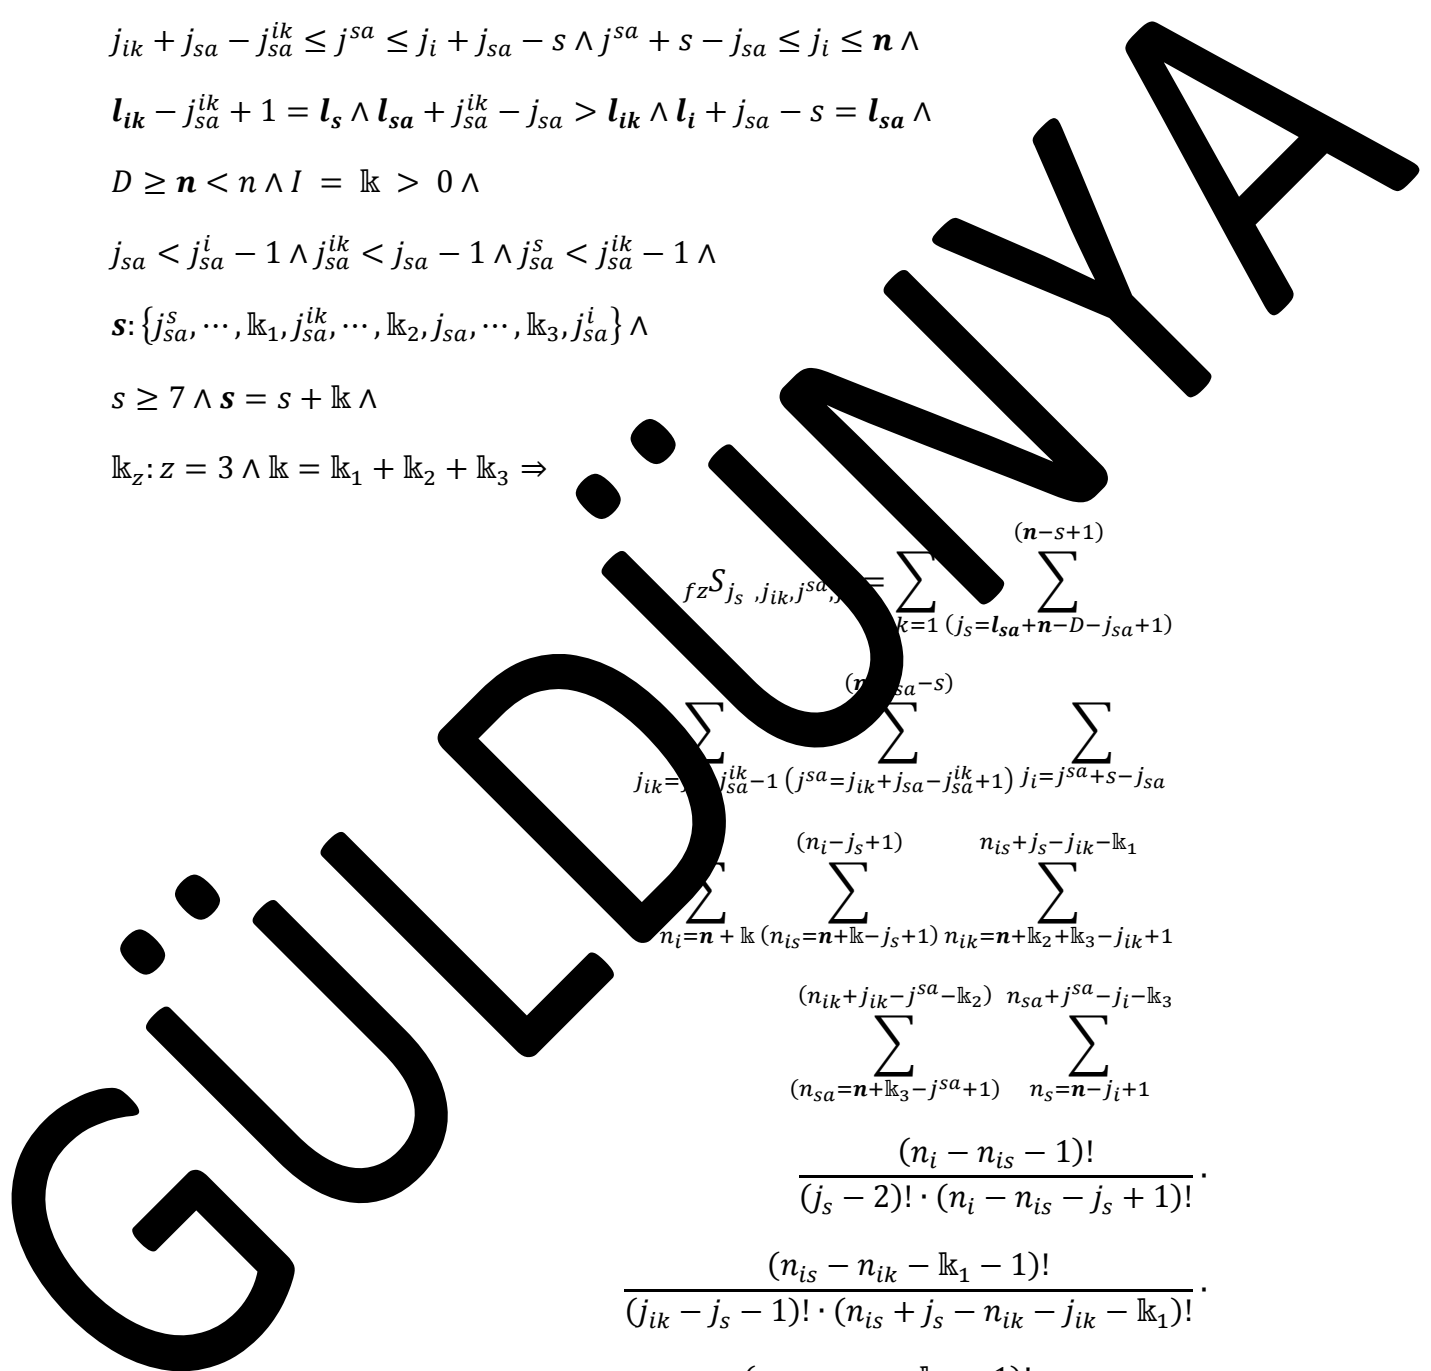 j_{ik} + j_{sa} − j_{sa}^{ik} ≤ j^{sa} ≤ j_i + j_{sa} − s ∧ j^{sa} + s − j_{sa} ≤ j_i ≤ n ∧
l_{ik} − j_{sa}^{ik} + 1 = l_s ∧ l_{sa} + j_{sa}^{ik} − j_{sa} > l_{ik} ∧ l_i + j_{sa} − s = l_{sa} ∧
D ≥ n < n ∧ I = 𝕜 > 0 ∧
j_{sa} < j_{sa}^{i} − 1 ∧ j_{sa}^{ik} < j_{sa} − 1 ∧ j_{sa}^{s} < j_{sa}^{ik} − 1 ∧
s: {j_{sa}^{s}, ⋯, 𝕜_1, j_{sa}^{ik}, ⋯, 𝕜_2, j_{sa}, ⋯, 𝕜_3, j_{sa}^{i}} ∧
s ≥ 7 ∧ s = s + 𝕜 ∧
𝕜_z: z = 3 ∧ 𝕜 = 𝕜_1 + 𝕜_2 + 𝕜_3 ⇒
(n−s+1)
_{fz}S_{j_s ,j_{ik},j^{sa},} = ∑ ∑
k=1 (j_s=l_{sa}+n−D−j_{sa}+1)
_{sa}−s)
∑ ∑ ∑
j_{ik}= j_{sa}^{ik}−1 (j^{sa}=j_{ik}+j_{sa}−j_{sa}^{ik}+1) j_i=j^{sa}+s−j_{sa}
(n_i−j_s+1) n_{is}+j_s−j_{ik}−𝕜_1
∑ ∑ ∑
n_i=n+𝕜 (n_{is}=n+𝕜−j_s+1) n_{ik}=n+𝕜_2+𝕜_3−j_{ik}+1
(n_{ik}+j_{ik}−j^{sa}−𝕜_2) n_{sa}+j^{sa}−j_i−𝕜_3
∑ ∑
(n_{sa}=n+𝕜_3−j^{sa}+1) n_s=n−j_i+1
(n_i − n_{is} − 1)!
(j_s − 2)! · (n_i − n_{is} − j_s + 1)! ·
(n_{is} − n_{ik} − 𝕜_1 − 1)!
(j_{ik} − j_s − 1)! · (n_{is} + j_s − n_{ik} − j_{ik} − 𝕜_1)! ·
GÜLDÜNYA